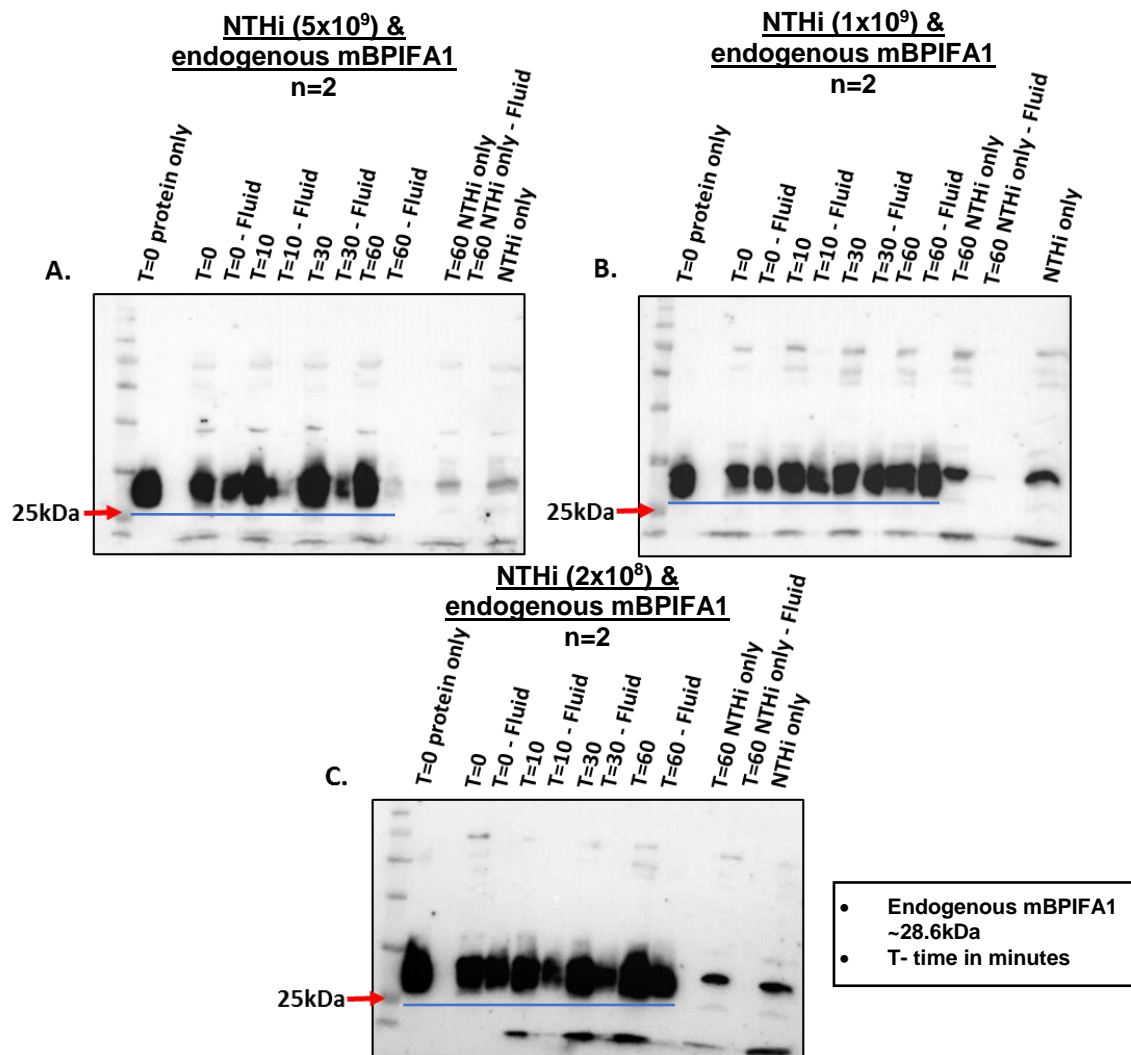 NTHi (5x10⁹) &
endogenous mBPIFA1
n=2
A.
T=0 protein only
T=0
T=0 - Fluid
T=10
T=10 - Fluid
T=30
T=30 - Fluid
T=60
T=60 - Fluid
T=60 NTHi only
T=60 NTHi only - Fluid
NTHi only
25kDa
NTHi (1x10⁹) &
endogenous mBPIFA1
n=2
B.
T=0 protein only
T=0
T=0 - Fluid
T=10
T=10 - Fluid
T=30
T=30 - Fluid
T=60
T=60 - Fluid
T=60 NTHi only
T=60 NTHi only - Fluid
NTHi only
25kDa
NTHi (2x10⁸) &
endogenous mBPIFA1
n=2
C.
T=0 protein only
T=0
T=0 - Fluid
T=10
T=10 - Fluid
T=30
T=30 - Fluid
T=60
T=60 - Fluid
T=60 NTHi only
T=60 NTHi only - Fluid
NTHi only
25kDa
• Endogenous mBPIFA1
~28.6kDa
• T- time in minutes